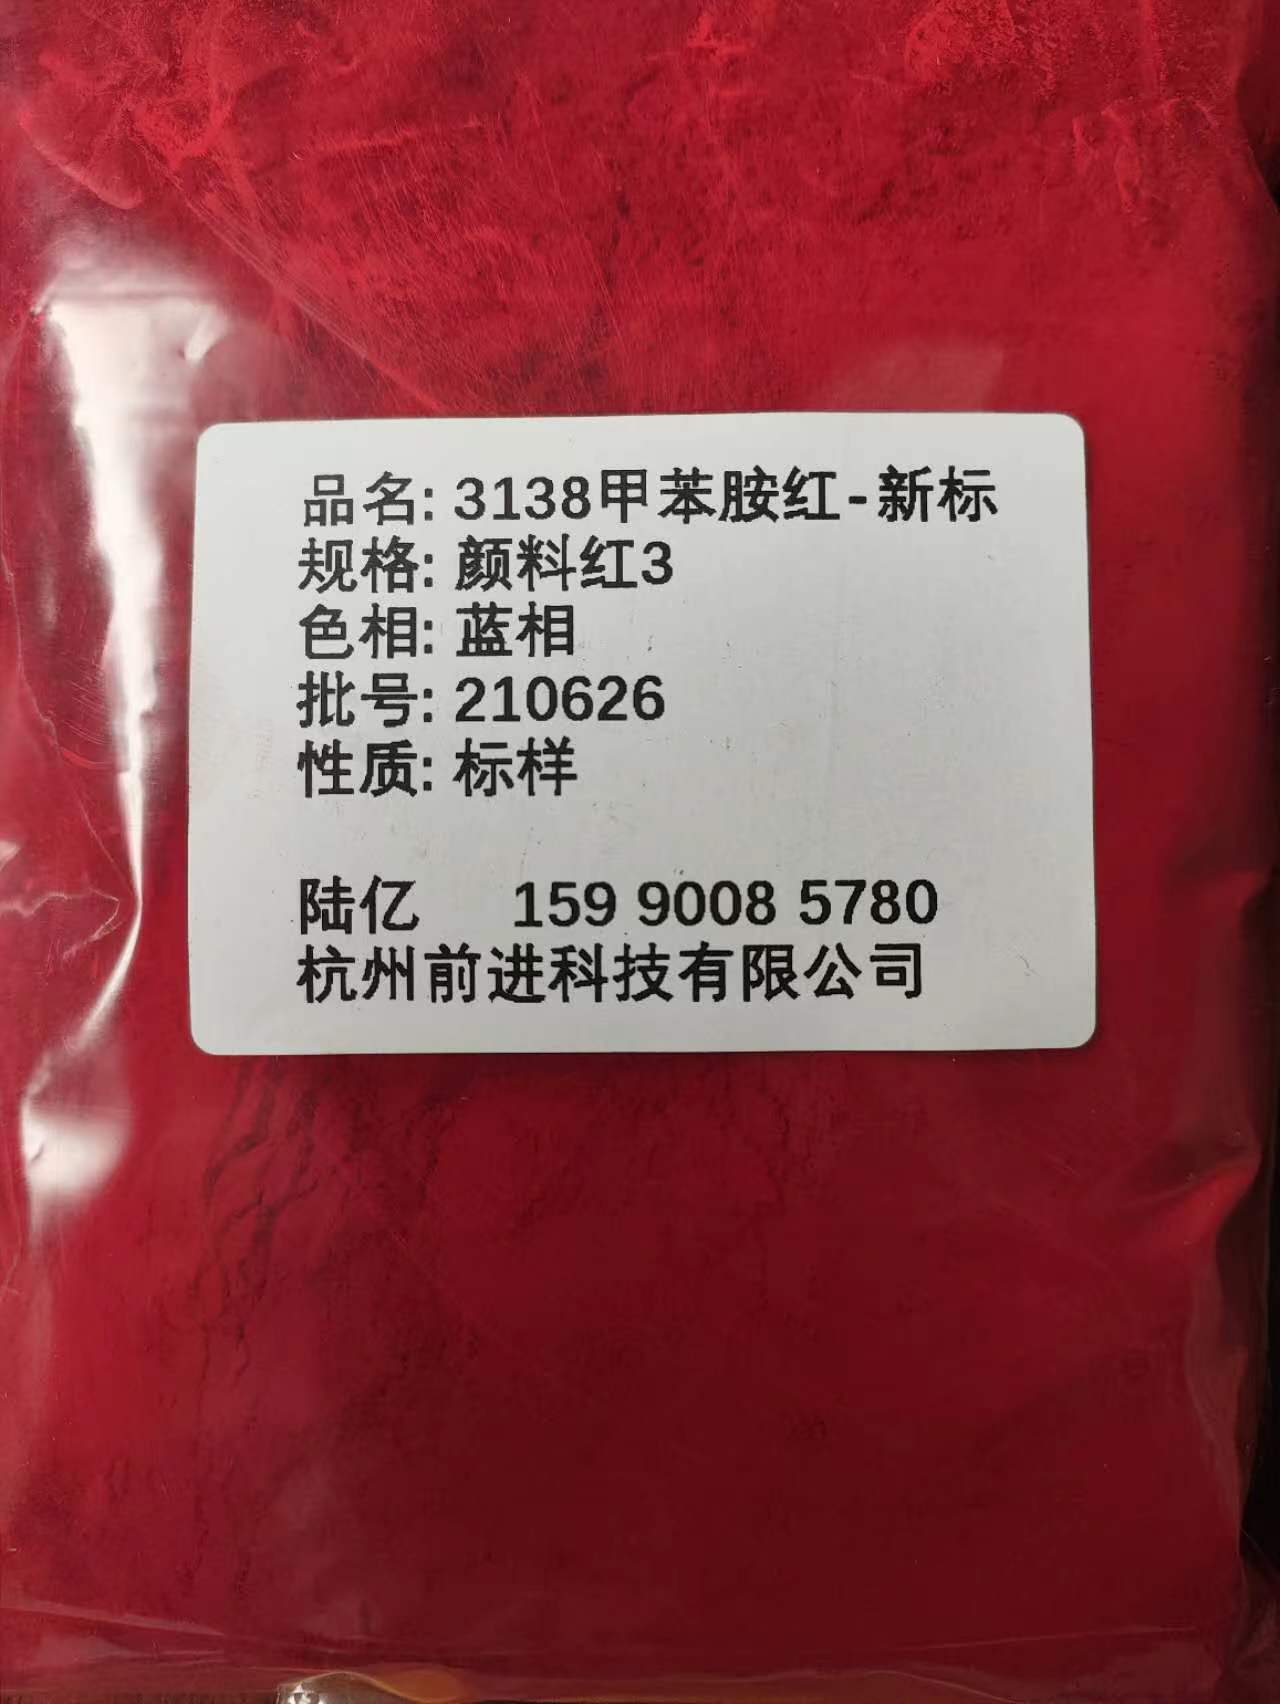 品名: 3138甲苯胺红-新标
规格: 颜料红3
色相: 蓝相
批号: 210626
性质: 标样
陆亿 159 9008 5780
杭州前进科技有限公司